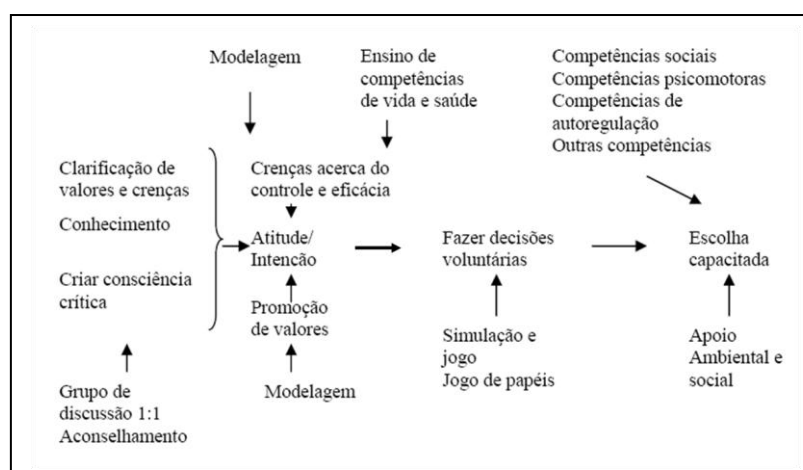 Modelagem
Ensino de
competências
de vida e saúde
Competências sociais
Competências psicomotoras
Competências de
autoregulação
Outras competências
Clarificação de
valores e crenças
Conhecimento
Criar consciência
crítica
Crenças acerca do
controle e eficácia
Atitude/
Intencão
Promoção
de valores
Fazer decisões
voluntárias
Escolha
capacitada
Grupo de
discussão 1:1
Aconselhamento
Modelagem
Simulação e
jogo
Jogo de papéis
Apoio
Ambiental e
social